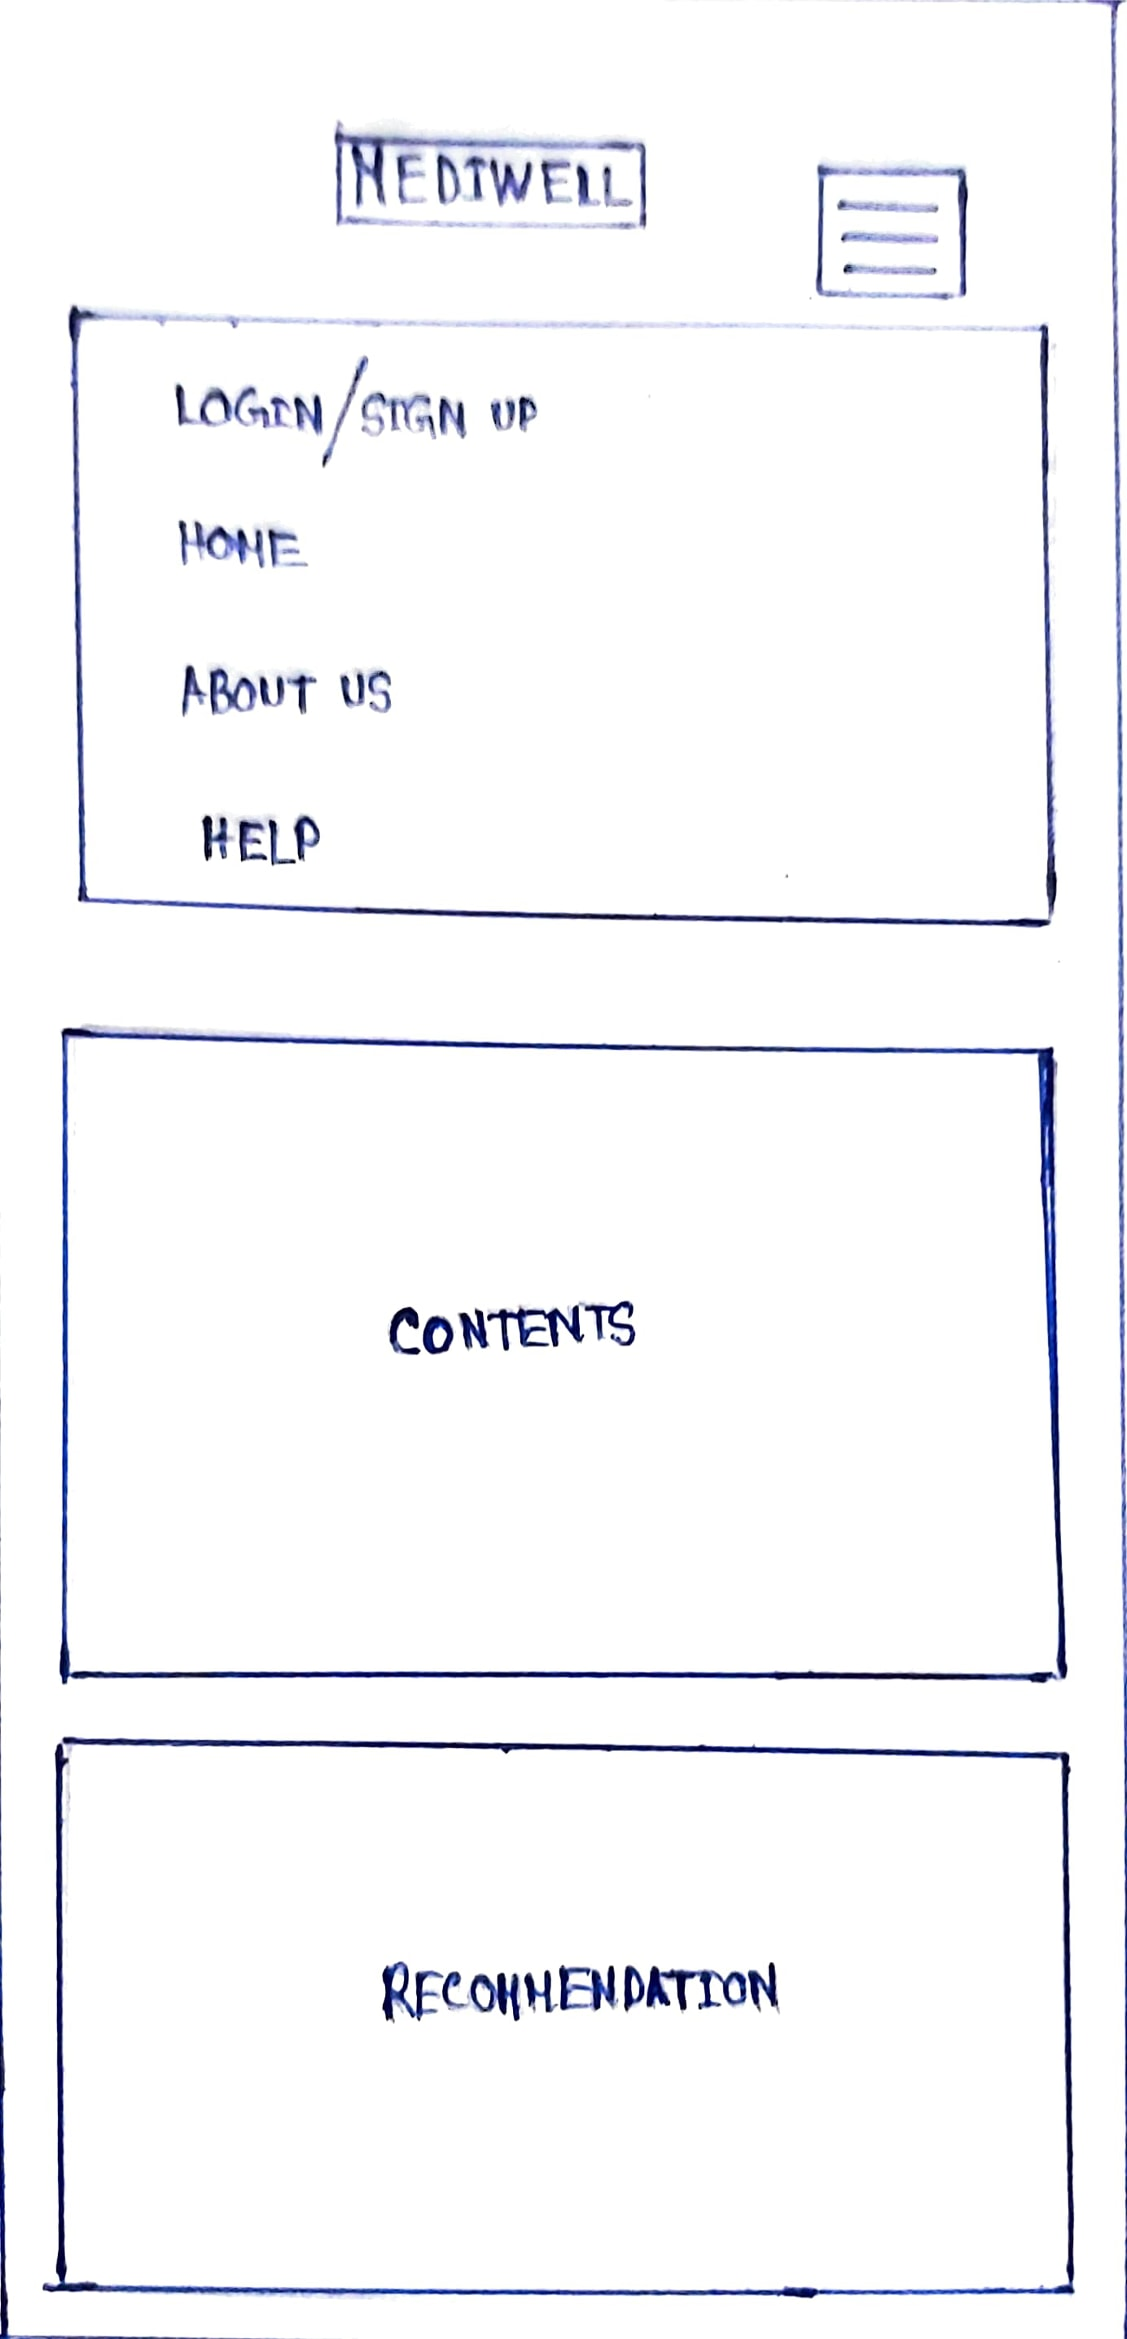 MEDIWELL
LOGIN/SIGN UP
HOME
ABOUT US
HELP
CONTENTS
RECOMMENDATION